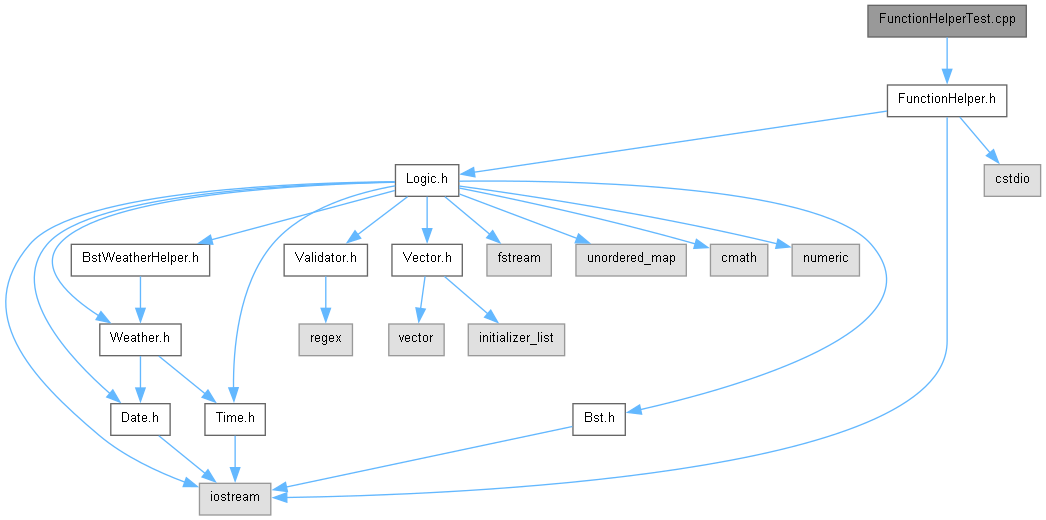 FunctionHelperTest.cpp
FunctionHelper.h
Logic.h
cstdio
BstWeatherHelper.h
Validator.h
Vector.h
fstream
unordered_map
cmath
numeric
Weather.h
regex
vector
initializer_list
Date.h
Time.h
Bst.h
iostream